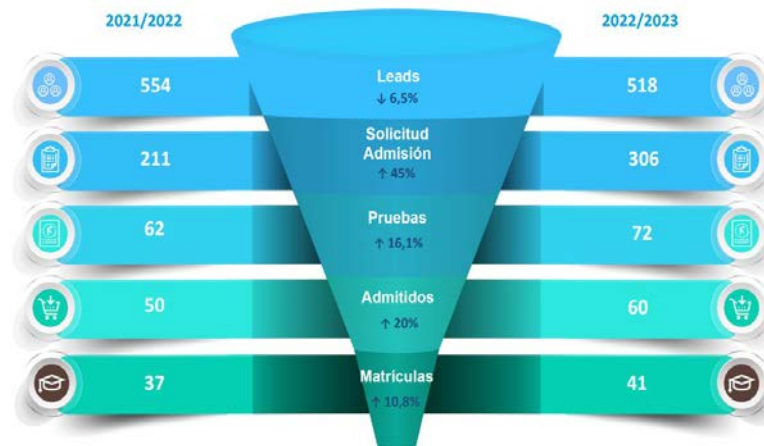 2021/2022
2022/2023
554
Leads
518
↓ 6,5%
Solicitud
Admisión
211
306
↑ 45%
62
Pruebas
72
↑ 16,1%
50
Admitidos
60
↑ 20%
37
Matrículas
41
↑ 10,8%